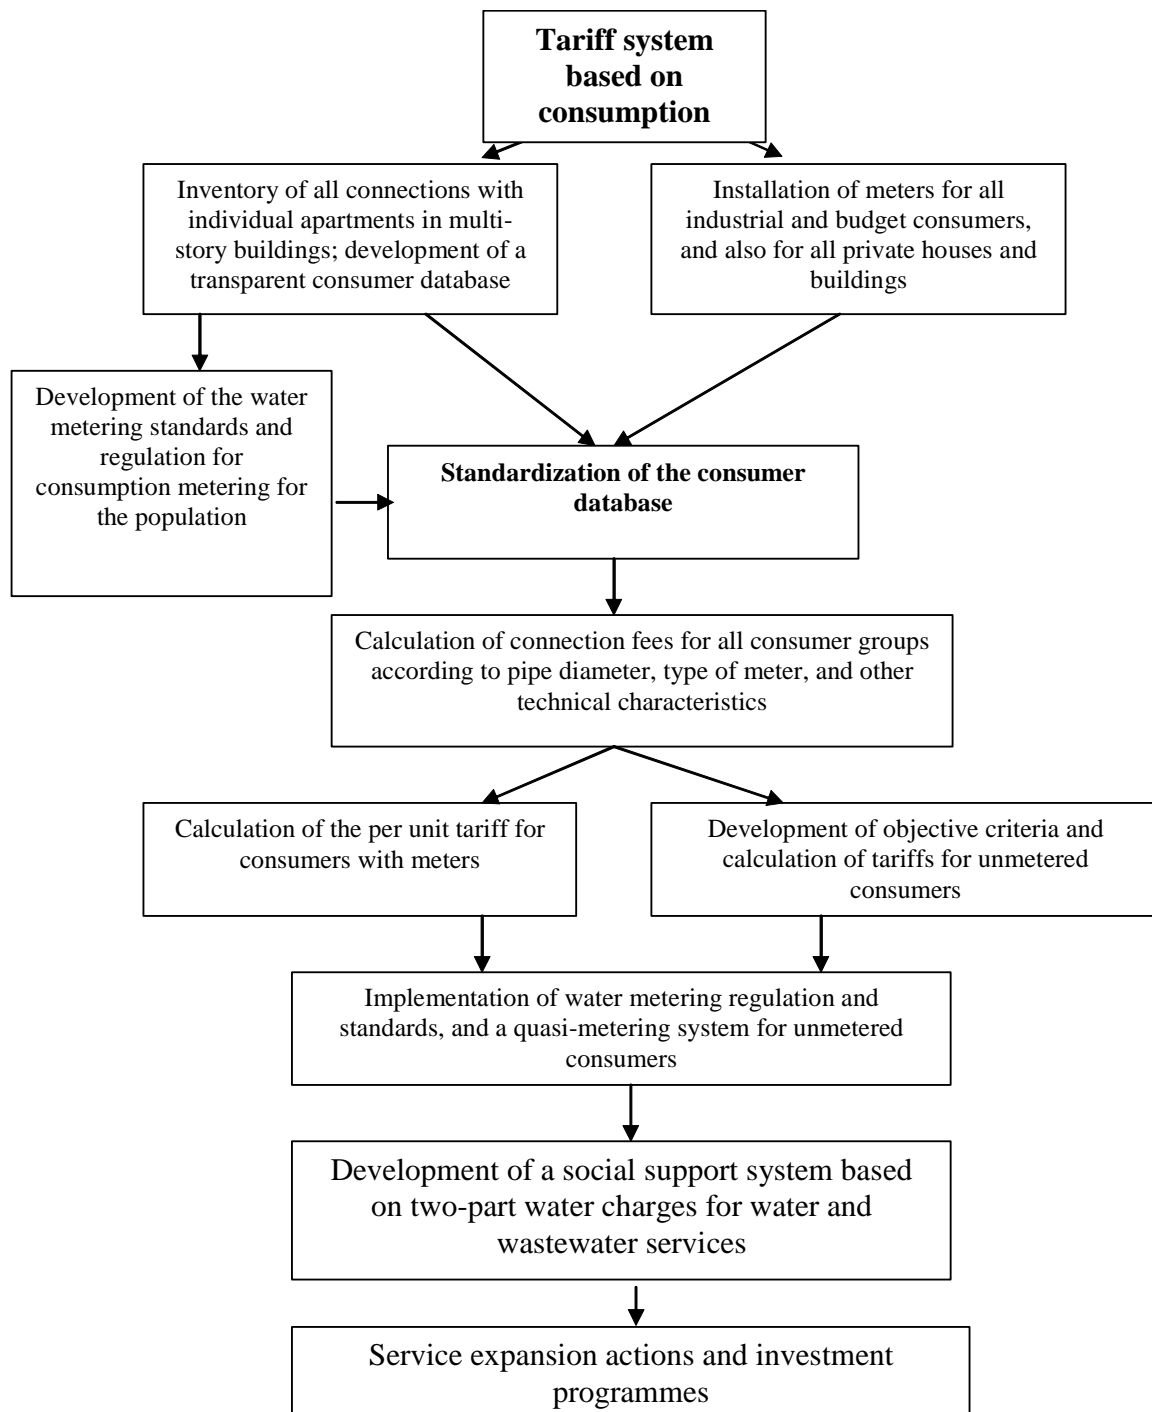 Tariff system
based on
consumption
Inventory of all connections with
individual apartments in multi-
story buildings; development of a
transparent consumer database
Installation of meters for all
industrial and budget consumers,
and also for all private houses and
buildings
Development of the water
metering standards and
regulation for
consumption metering for
the population
Standardization of the consumer
database
Calculation of connection fees for all consumer groups
according to pipe diameter, type of meter, and other
technical characteristics
Calculation of the per unit tariff for
consumers with meters
Development of objective criteria and
calculation of tariffs for unmetered
consumers
Implementation of water metering regulation and
standards, and a quasi-metering system for unmetered
consumers
Development of a social support system based
on two-part water charges for water and
wastewater services
Service expansion actions and investment
programmes